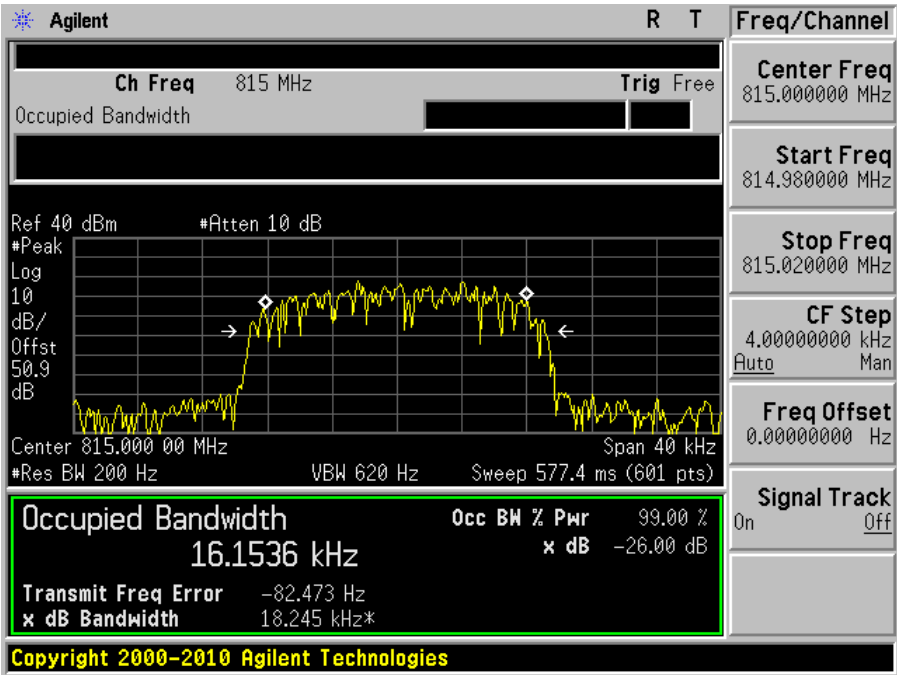 Agilent R T Freq/Channel
Ch Freq 815 MHz Trig Free
Occupied Bandwidth
Center Freq
815.000000 MHz
Start Freq
814.980000 MHz
Stop Freq
815.020000 MHz
CF Step
4.00000000 kHz
Auto Man
Freq Offset
0.00000000 Hz
Signal Track
On Off
Ref 40 dBm #Atten 10 dB
#Peak
Log
10
dB/
Offst
50.9
dB
Center 815.000 00 MHz Span 40 kHz
#Res BW 200 Hz VBW 620 Hz Sweep 577.4 ms (601 pts)
Occupied Bandwidth Occ BW % Pwr 99.00 %
16.1536 kHz x dB -26.00 dB
Transmit Freq Error -82.473 Hz
x dB Bandwidth 18.245 kHz*
Copyright 2000-2010 Agilent Technologies